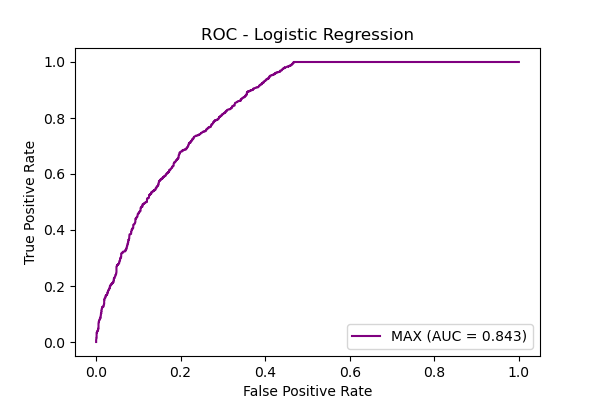 ROC - Logistic Regression
True Positive Rate
1.0
0.8
0.6
0.4
0.2
0.0
MAX (AUC = 0.843)
0.0 0.2 0.4 0.6 0.8 1.0
False Positive Rate